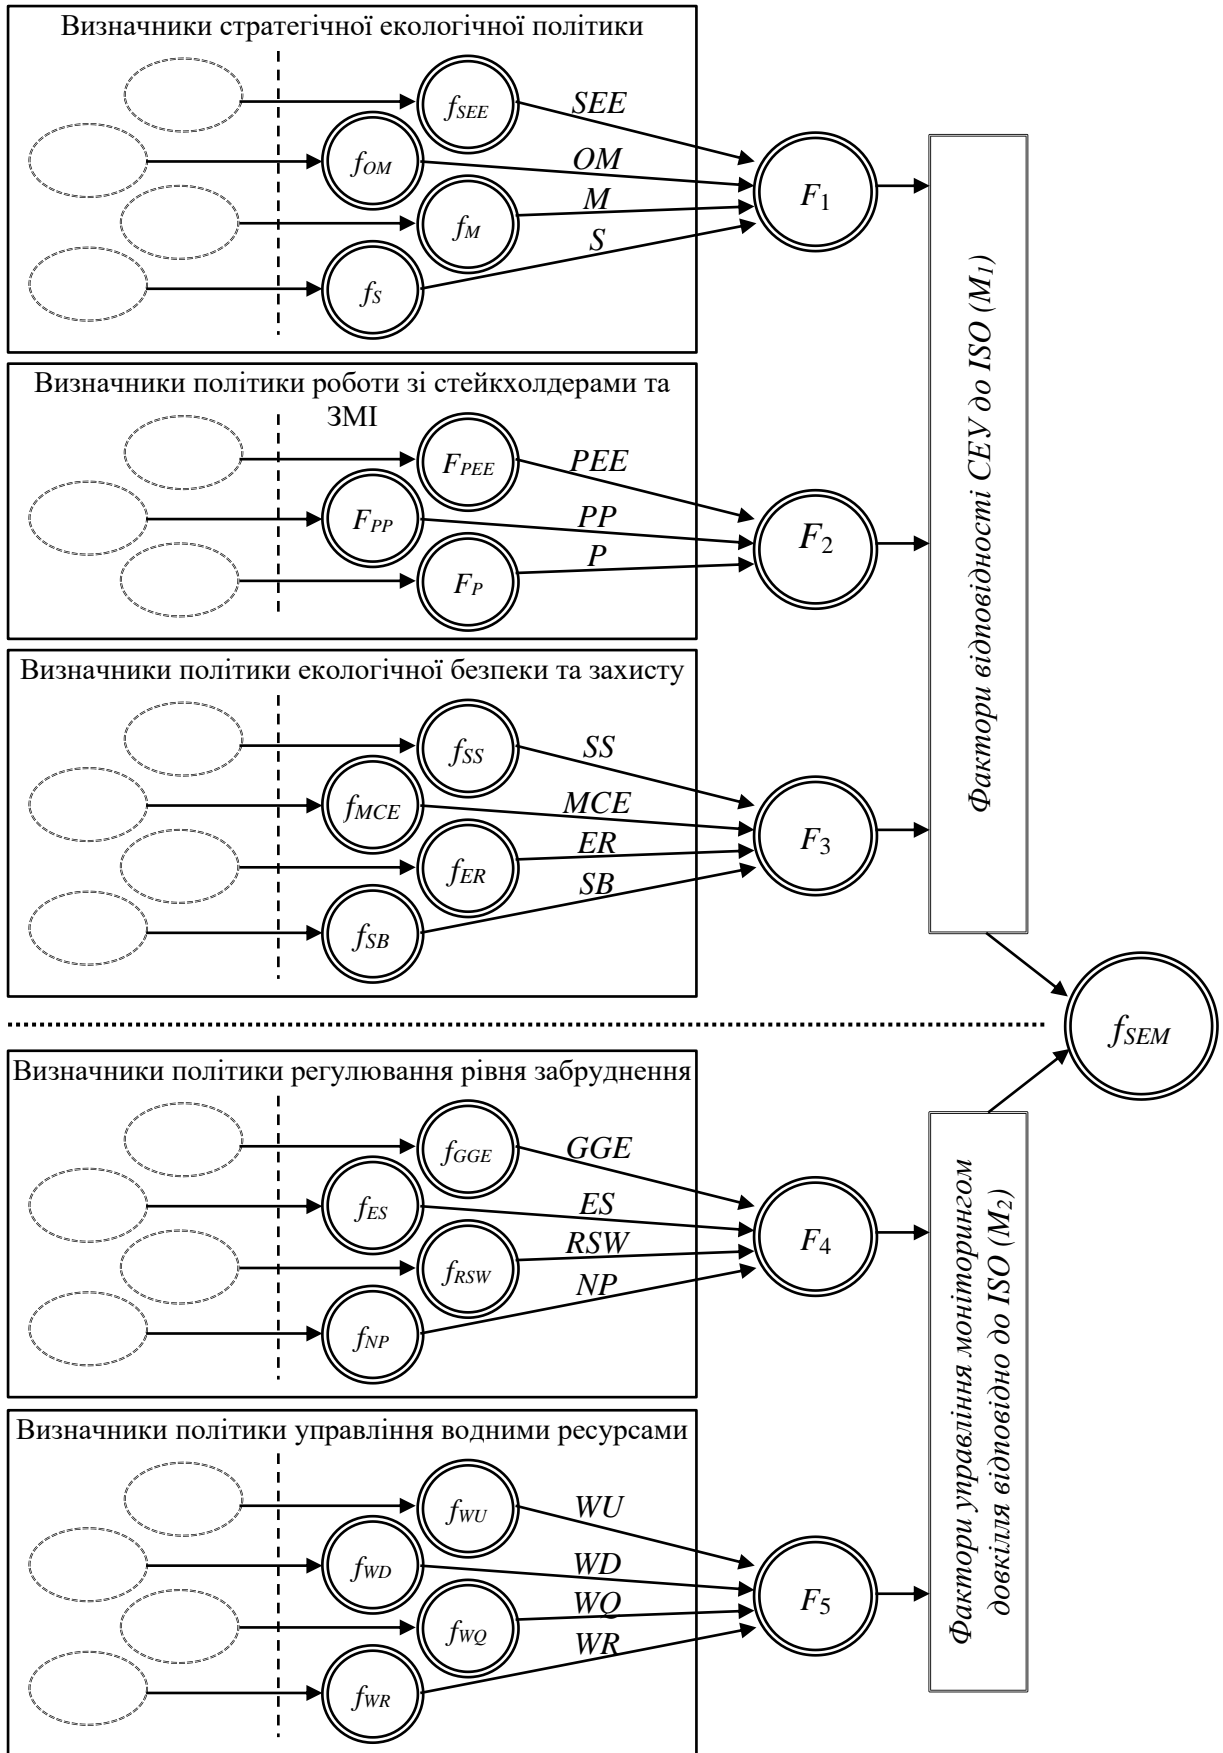 Визначники стратегічної екологічної політики
fSEE
SEE
fOM
OM
fM
M
fS
S
F1
Визначники політики роботи зі стейкхолдерами та
ЗМІ
FPEE
PEE
FPP
PP
FP
P
F2
Визначники політики екологічної безпеки та захисту
fSS
SS
fMCE
MCE
fER
ER
fSB
SB
F3
Фактори відповідності СЕУ до ISO (M1)
fSEM
Визначники політики регулювання рівня забруднення
fGGE
GGE
fES
ES
fRSW
RSW
fNP
NP
F4
Визначники політики управління водними ресурсами
fWU
WU
fWD
WD
fWQ
WQ
fWR
WR
F5
Фактори управління моніторингом
довкілля відповідно до ISO (M2)